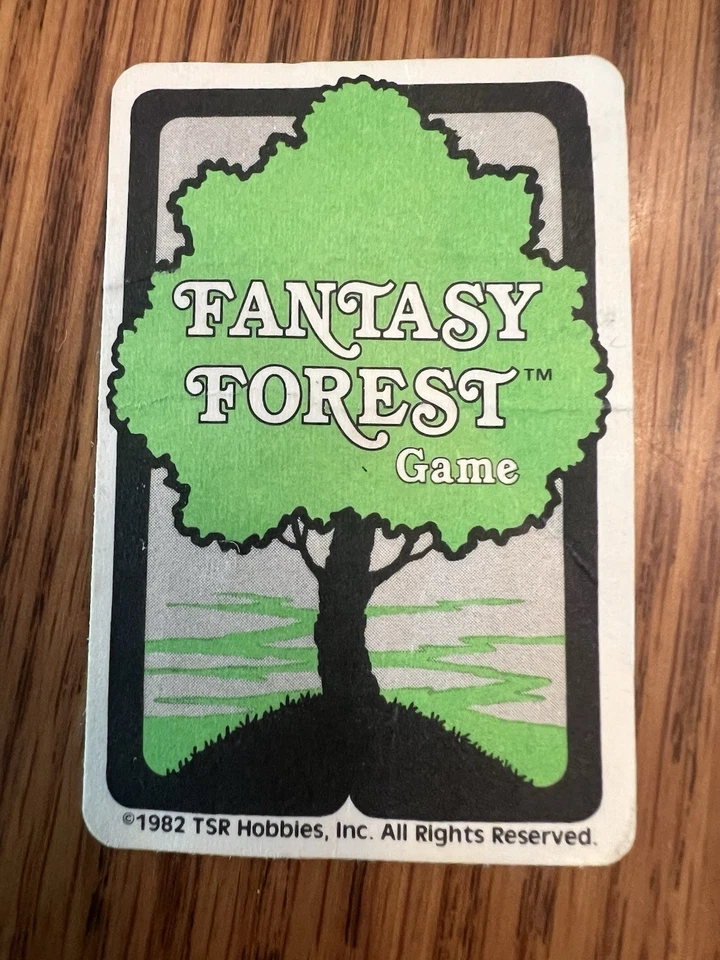 FANTASY
FOREST™
Game
©1982 TSR Hobbies, Inc. All Rights Reserved.